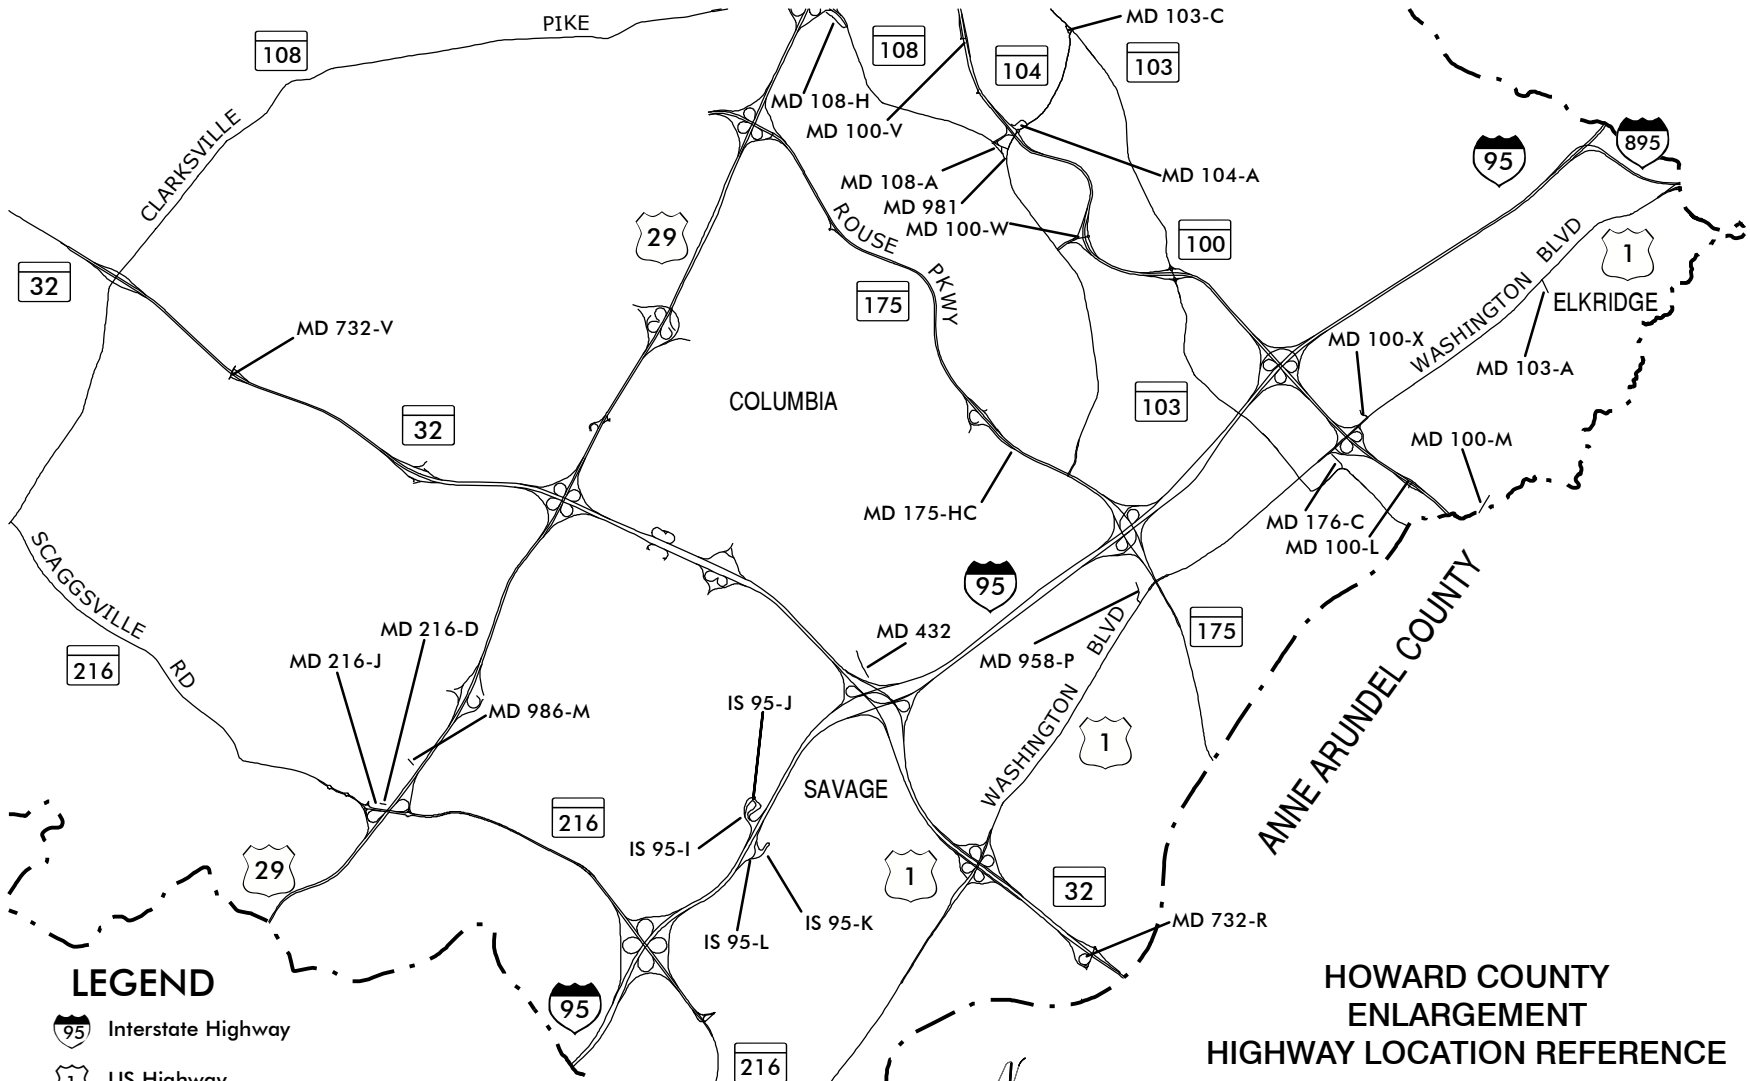 PIKE
MD 103-C
108
108
104
103
MD 108-H
MD 100-V
CLARKSVILLE
95
895
MD 108-A
MD 104-A
MD 981
MD 100-W
29
ROUSE
PKWY
100
WASHINGTON BLVD
1
32
175
ELKRIDGE
MD 732-V
MD 100-X
MD 103-A
COLUMBIA
103
32
MD 100-M
MD 175-HC
MD 176-C
MD 100-L
SCAGGSVILLE
RD
95
216
MD 216-D
MD 216-J
MD 432
MD 958-P
175
ANNE ARUNDEL COUNTY
MD 986-M
IS 95-J
WASHINGTON
BLVD
1
SAVAGE
216
IS 95-I
29
1
32
IS 95-L
IS 95-K
MD 732-R
LEGEND
95 Interstate Highway
1 US Highway
95
216
HOWARD COUNTY
ENLARGEMENT
HIGHWAY LOCATION REFERENCE